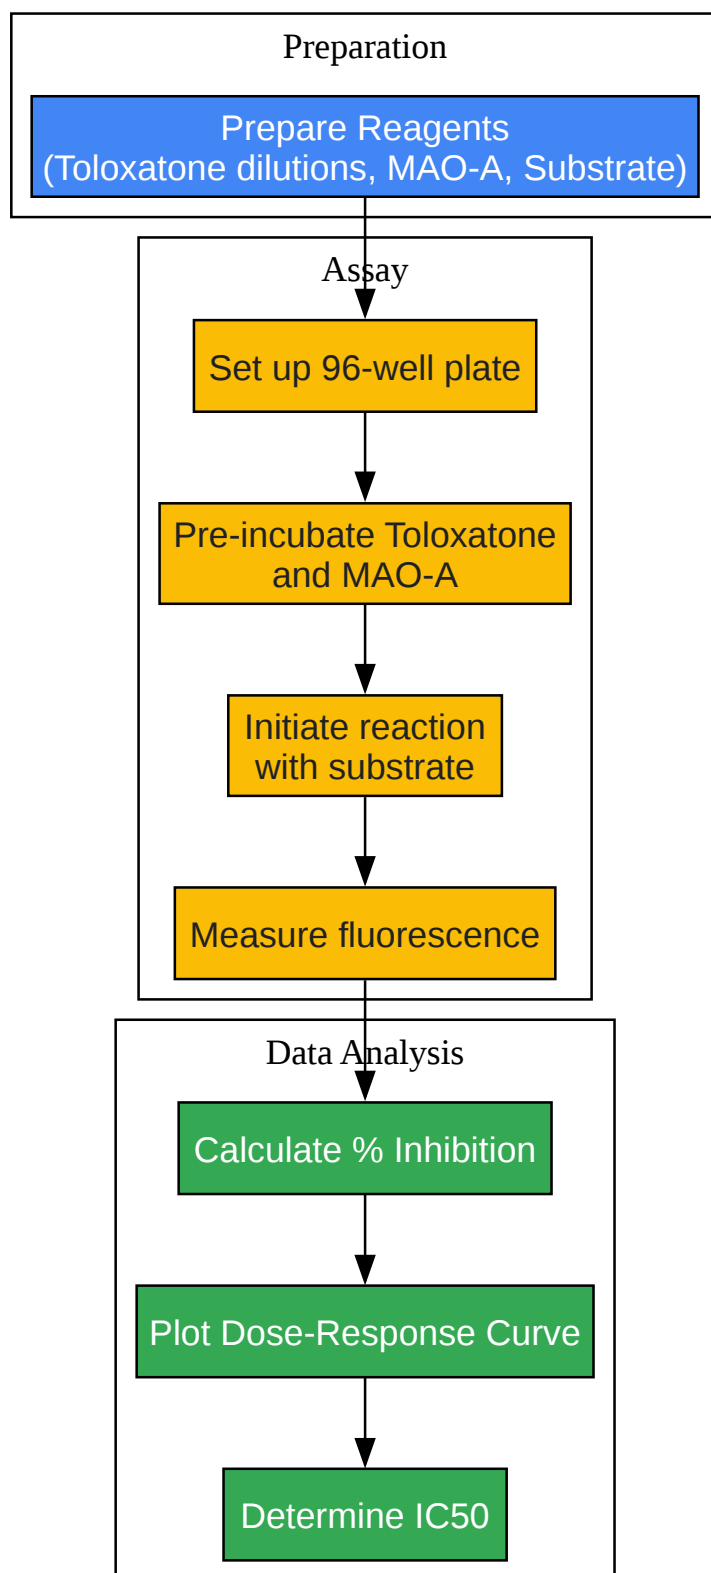 Preparation
Prepare Reagents
(Toloxatone dilutions, MAO-A, Substrate)
Assay
Set up 96-well plate
Pre-incubate Toloxatone
and MAO-A
Initiate reaction
with substrate
Measure fluorescence
Data Analysis
Calculate % Inhibition
Plot Dose-Response Curve
Determine IC50